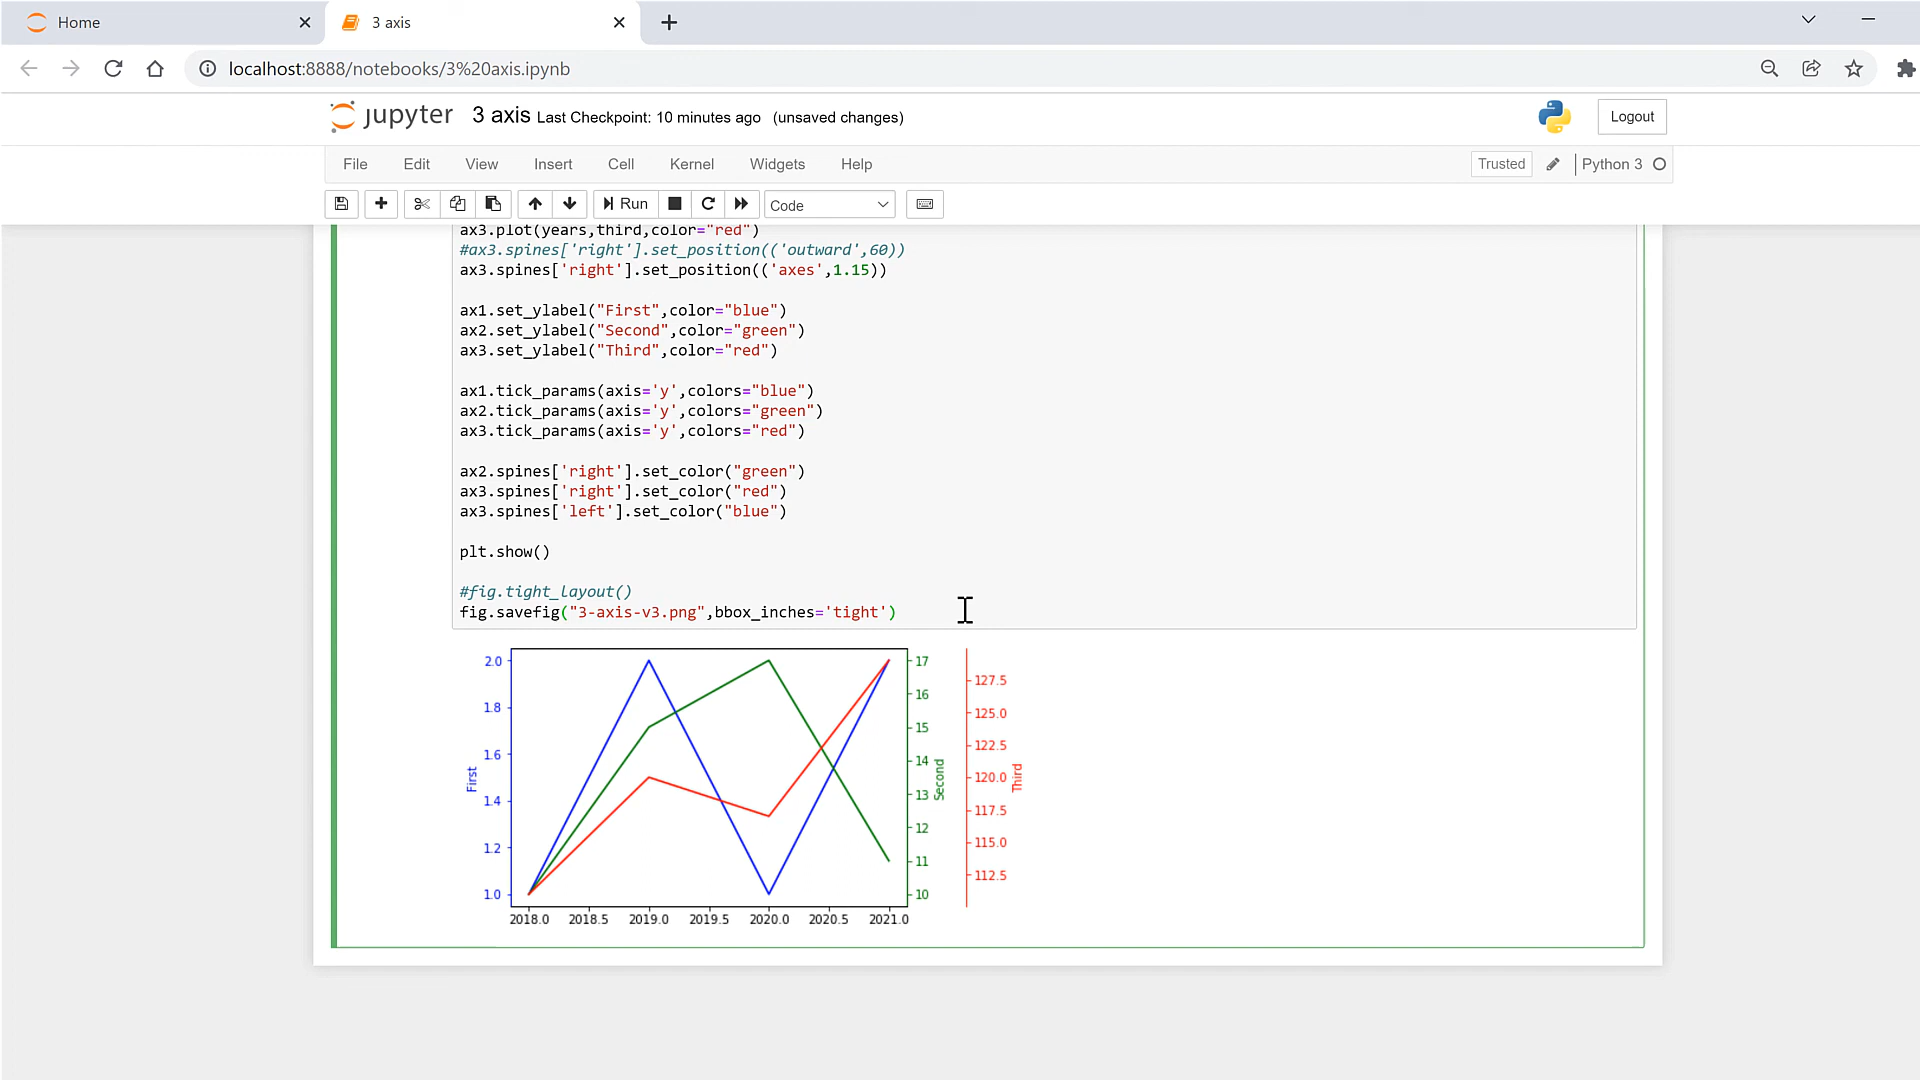 Home
3 axis
localhost:8888/notebooks/3%20axis.ipynb
jupyter 3 axis Last Checkpoint: 10 minutes ago (unsaved changes)
Logout
File Edit View Insert Cell Kernel Widgets Help
Trusted
Python 3
Run
Code
ax3.plot(years,third,color="red")
#ax3.spines['right'].set_position(('outward',60))
ax3.spines['right'].set_position(('axes',1.15))
ax1.set_ylabel("First",color="blue")
ax2.set_ylabel("Second",color="green")
ax3.set_ylabel("Third",color="red")
ax1.tick_params(axis='y',colors="blue")
ax2.tick_params(axis='y',colors="green")
ax3.tick_params(axis='y',colors="red")
ax2.spines['right'].set_color("green")
ax3.spines['right'].set_color("red")
ax3.spines['left'].set_color("blue")
plt.show()
#fig.tight_layout()
fig.savefig("3-axis-v3.png",bbox_inches='tight')
First
2.0
1.8
1.6
1.4
1.2
1.0
2018.0 2018.5 2019.0 2019.5 2020.0 2020.5 2021.0
17
16
15
14
13
12
11
10
Second
127.5
125.0
122.5
120.0
117.5
115.0
112.5
Third